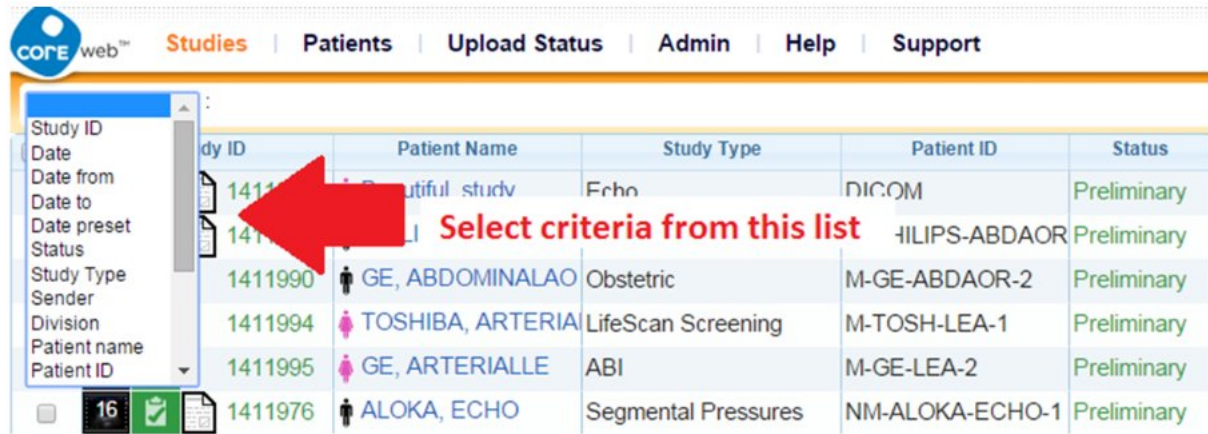 core web™ Studies | Patients | Upload Status | Admin | Help | Support
:
Study ID
Date
Date from
Date to
Date preset
Status
Study Type
Sender
Division
Patient name
Patient ID
dy ID Patient Name Study Type Patient ID Status
study Echo DICOM Preliminary
Select criteria from this list
HILIPS-ABDAOR Preliminary
1411990 GE, ABDOMINALAO Obstetric M-GE-ABDAOR-2 Preliminary
1411994 TOSHIBA, ARTERIA LifeScan Screening M-TOSH-LEA-1 Preliminary
1411995 GE, ARTERIALLE ABI M-GE-LEA-2 Preliminary
16 1411976 ALOKA, ECHO Segmental Pressures NM-ALOKA-ECHO-1 Preliminary